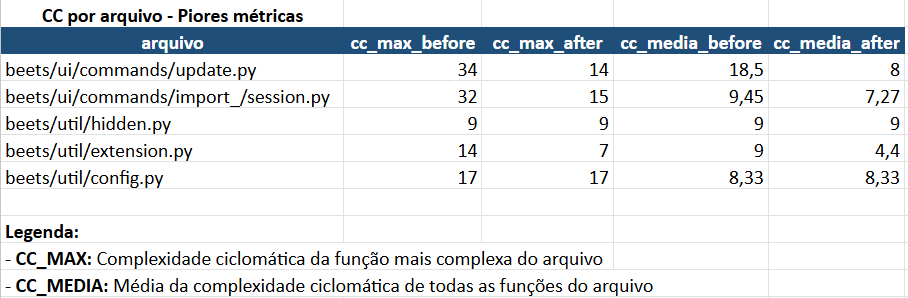 CC por arquivo - Piores métricas
arquivo cc_max_before cc_max_after cc_media_before cc_media_after
beets/ui/commands/update.py 34 14 18,5 8
beets/ui/commands/import_/session.py 32 15 9,45 7,27
beets/util/hidden.py 9 9 9 9
beets/util/extension.py 14 7 9 4,4
beets/util/config.py 17 17 8,33 8,33
Legenda:
- CC_MAX: Complexidade ciclomática da função mais complexa do arquivo
- CC_MEDIA: Média da complexidade ciclomática de todas as funções do arquivo